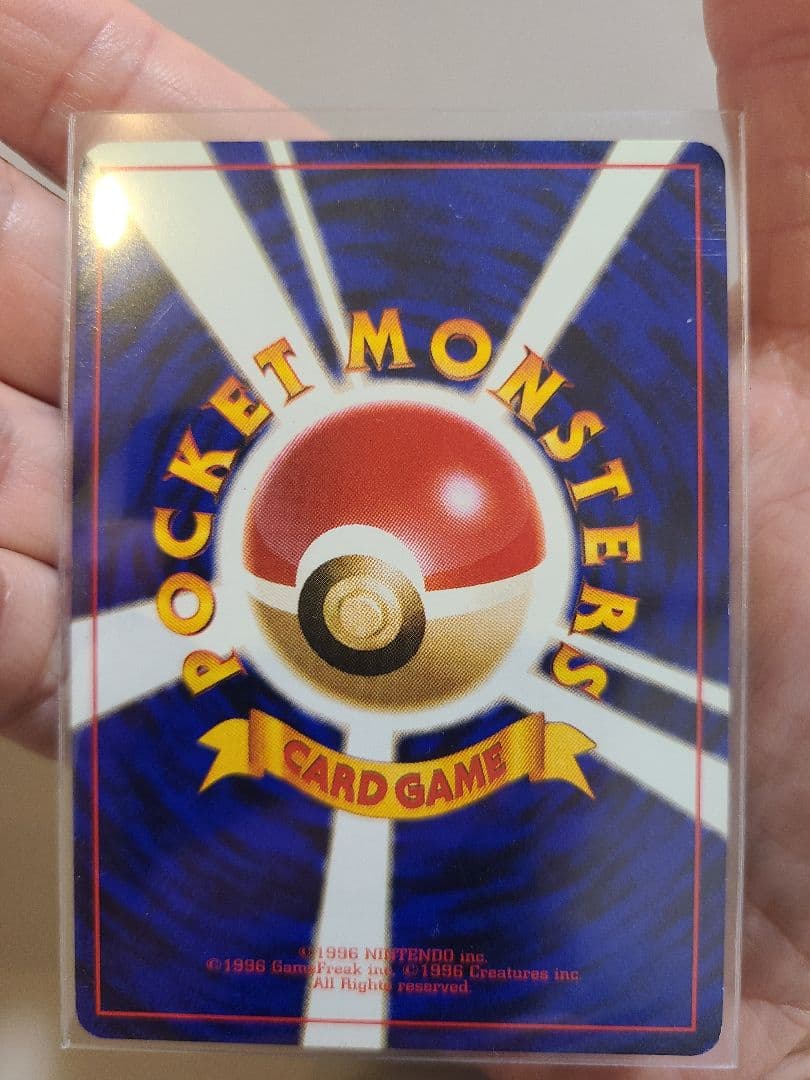 POCKET MONSTERS
CARD GAME
©1996 NINTENDO inc.
©1996 GameFreak inc. ©1996 Creatures inc.
All Rights reserved.